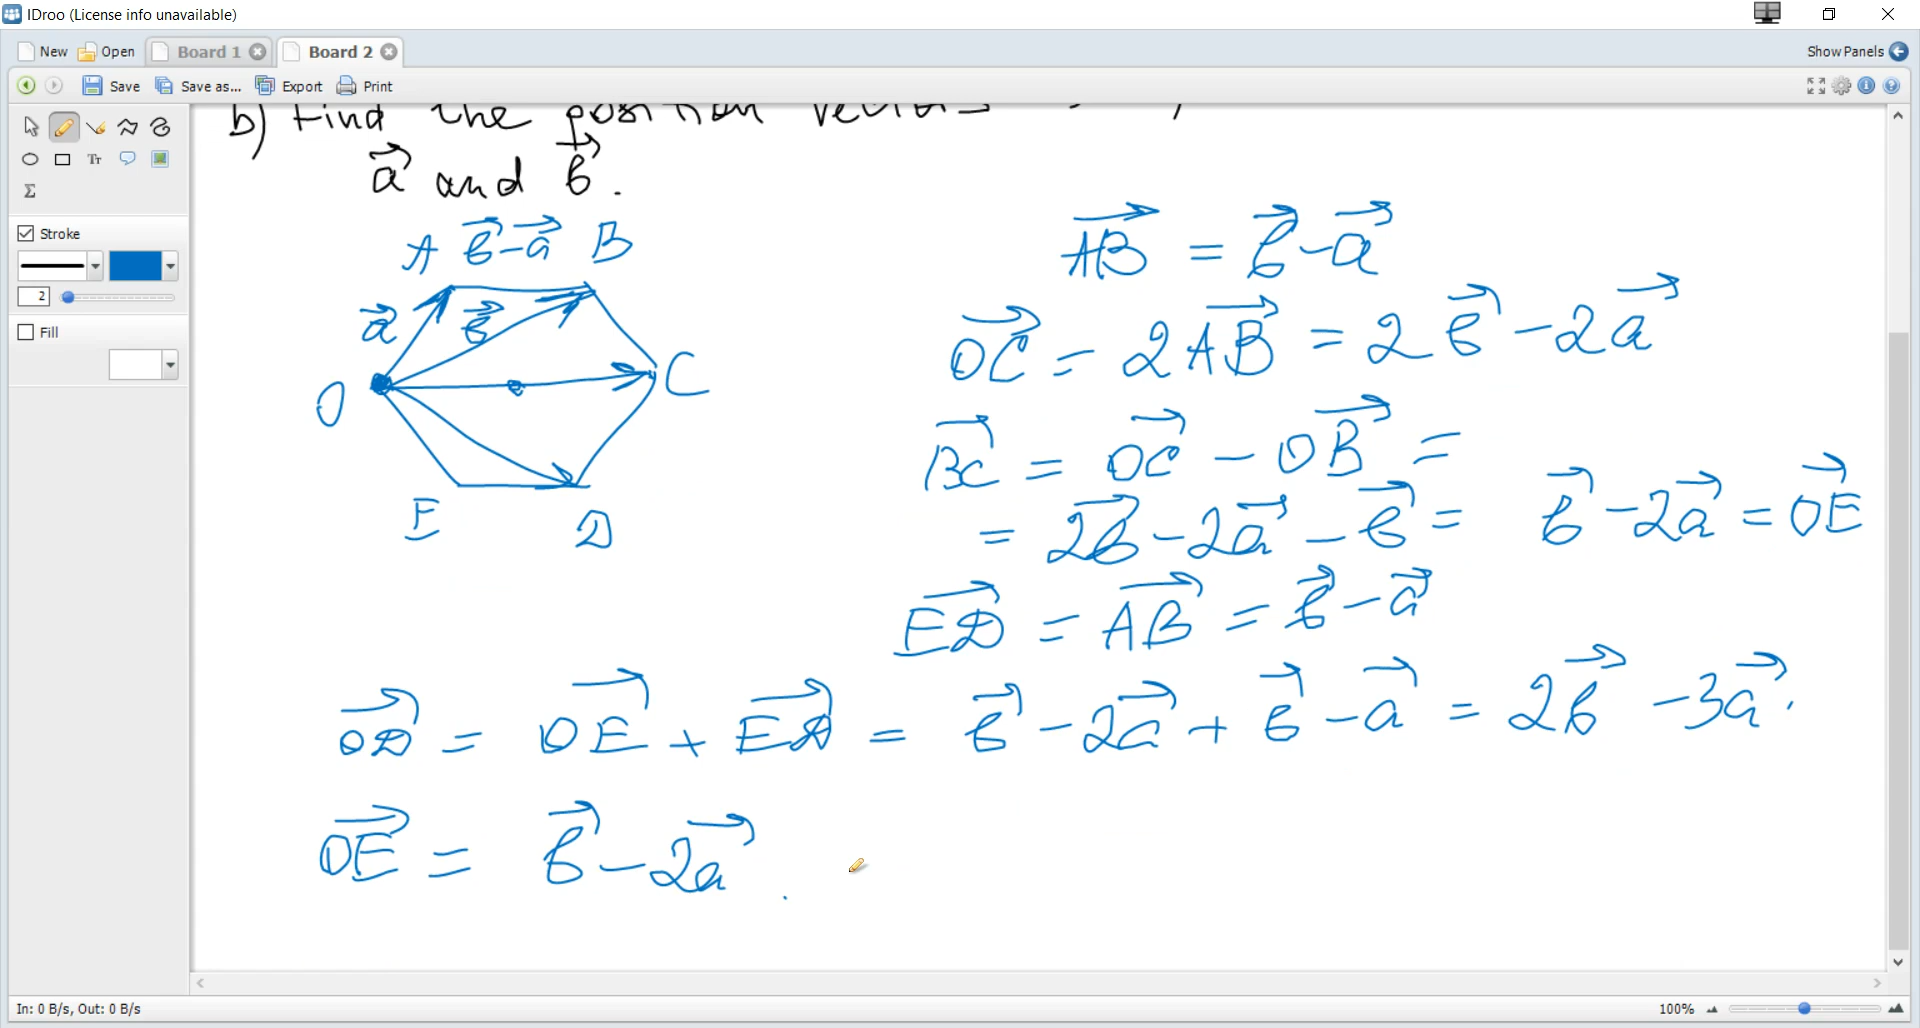 IDroo (License info unavailable)
New Open Board 1 Board 2 Show Panels
Save Save as... Export Print
b) Find the position vectors
a⃗ and b⃗.
Stroke
2
Fill
A b⃗-a⃗ B
a⃗ b⃗
O C
E D
AB⃗ = b⃗-a⃗
OC⃗ = 2AB⃗ = 2b⃗-2a⃗
BC⃗ = OC⃗ - OB⃗ =
= 2b⃗-2a⃗-b⃗ = b⃗-2a⃗ = OE⃗
ED⃗ = AB⃗ = b⃗-a⃗
OD⃗ = OE⃗ + ED⃗ = b⃗-2a⃗+b⃗-a⃗ = 2b⃗-3a⃗.
OE⃗ = b⃗-2a⃗.
In: 0 B/s, Out: 0 B/s 100%